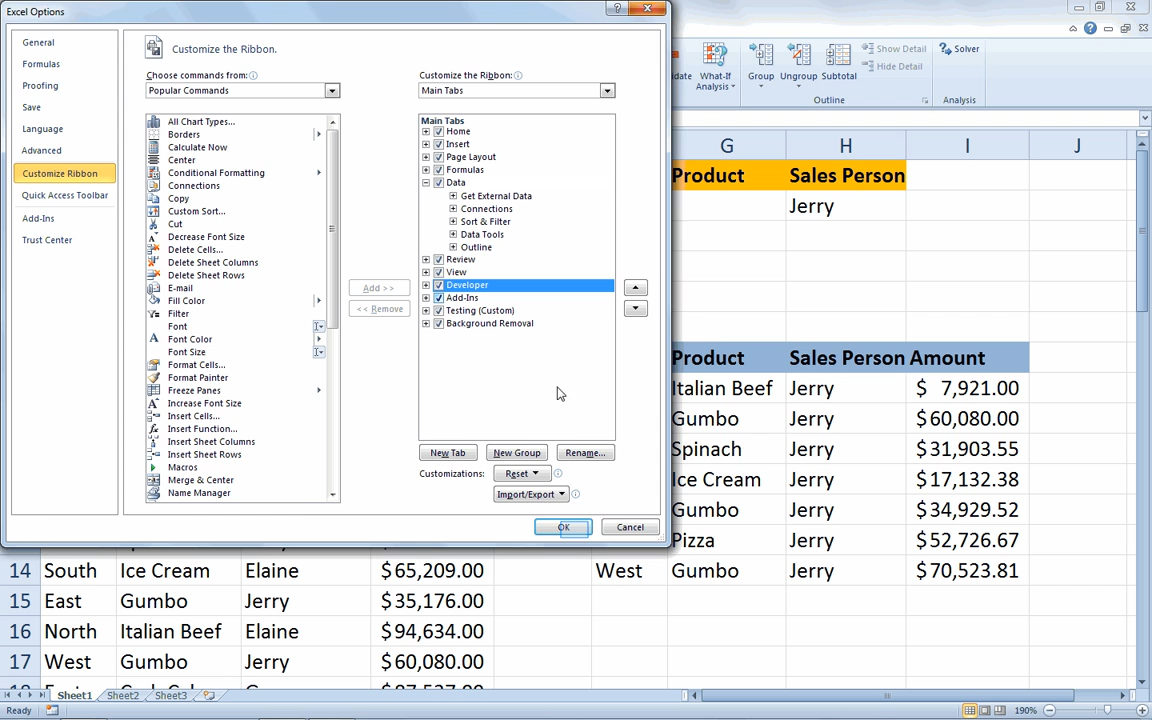 Excel Options
General
Formulas
Proofing
Save
Language
Advanced
Customize Ribbon
Quick Access Toolbar
Add-Ins
Trust Center
Customize the Ribbon.
Choose commands from:
Popular Commands
All Chart Types...
Borders
Calculate Now
Center
Conditional Formatting
Connections
Copy
Custom Sort...
Cut
Decrease Font Size
Delete Cells...
Delete Sheet Columns
Delete Sheet Rows
E-mail
Fill Color
Filter
Font
Font Color
Font Size
Format Cells...
Format Painter
Freeze Panes
Increase Font Size
Insert Cells...
Insert Function...
Insert Sheet Columns
Insert Sheet Rows
Macros
Merge & Center
Name Manager
Add >>
<< Remove
Customize the Ribbon:
Main Tabs
Main Tabs
Home
Insert
Page Layout
Formulas
Data
Get External Data
Connections
Sort & Filter
Data Tools
Outline
Review
View
Developer
Add-Ins
Testing (Custom)
Background Removal
New Tab New Group Rename...
Customizations: Reset
Import/Export
OK Cancel
What-If
Analysis
Group Ungroup Subtotal
Show Detail
Hide Detail
Outline
Solver
Analysis
G H I J
Product Sales Person
Jerry
Product Sales Person Amount
Italian Beef Jerry $ 7,921.00
Gumbo Jerry $60,080.00
Spinach Jerry $31,903.55
Ice Cream Jerry $17,132.38
Gumbo Jerry $34,929.52
Pizza Jerry $52,726.67
14 South Ice Cream Elaine $65,209.00 West Gumbo Jerry $70,523.81
15 East Gumbo Jerry $35,176.00
16 North Italian Beef Elaine $94,634.00
17 West Gumbo Jerry $60,080.00
Sheet1 Sheet2 Sheet3
Ready 190%